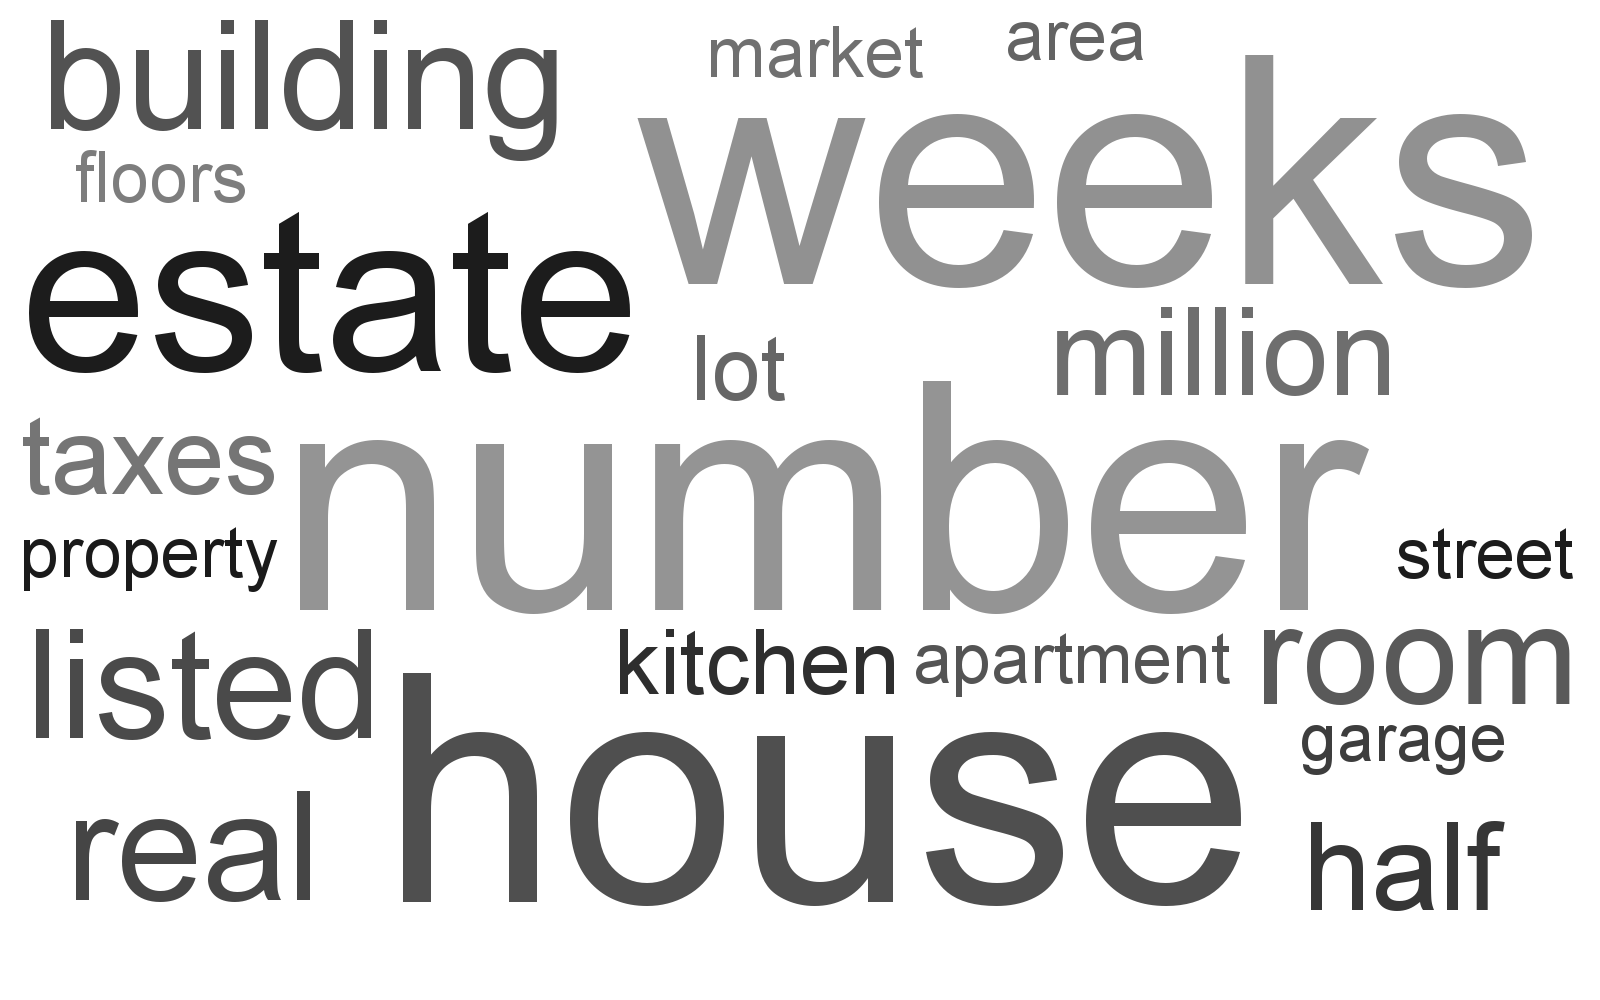 building
market
area
weeks
floors
estate
lot
million
taxes
number
property
street
listed
kitchen
apartment
room
house
garage
real
half